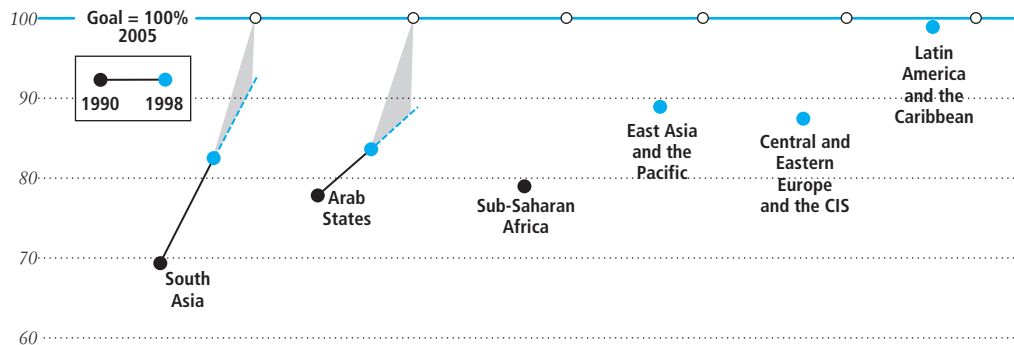 100
Goal = 100%
2005
1990 1998
90
80
70
60
South
Asia
Arab
States
Sub-Saharan
Africa
East Asia
and the
Pacific
Central and
Eastern
Europe
and the CIS
Latin
America
and the
Caribbean